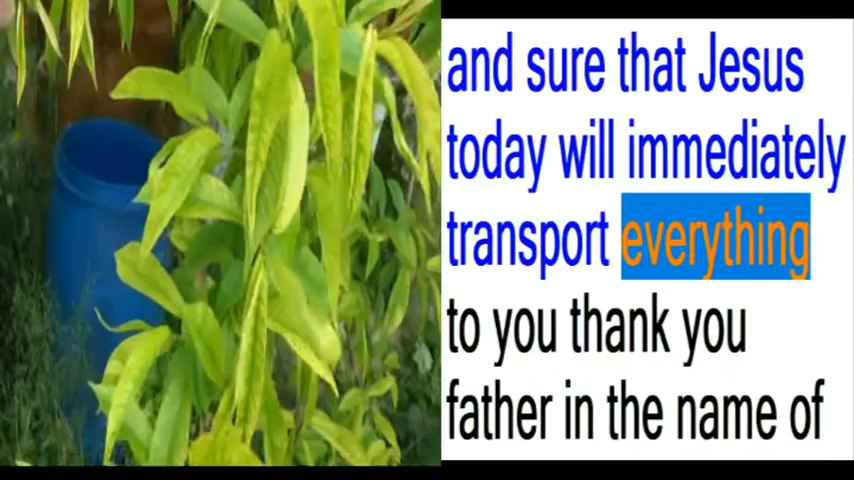 and sure that Jesus
today will immediately
transport everything
to you thank you
father in the name of